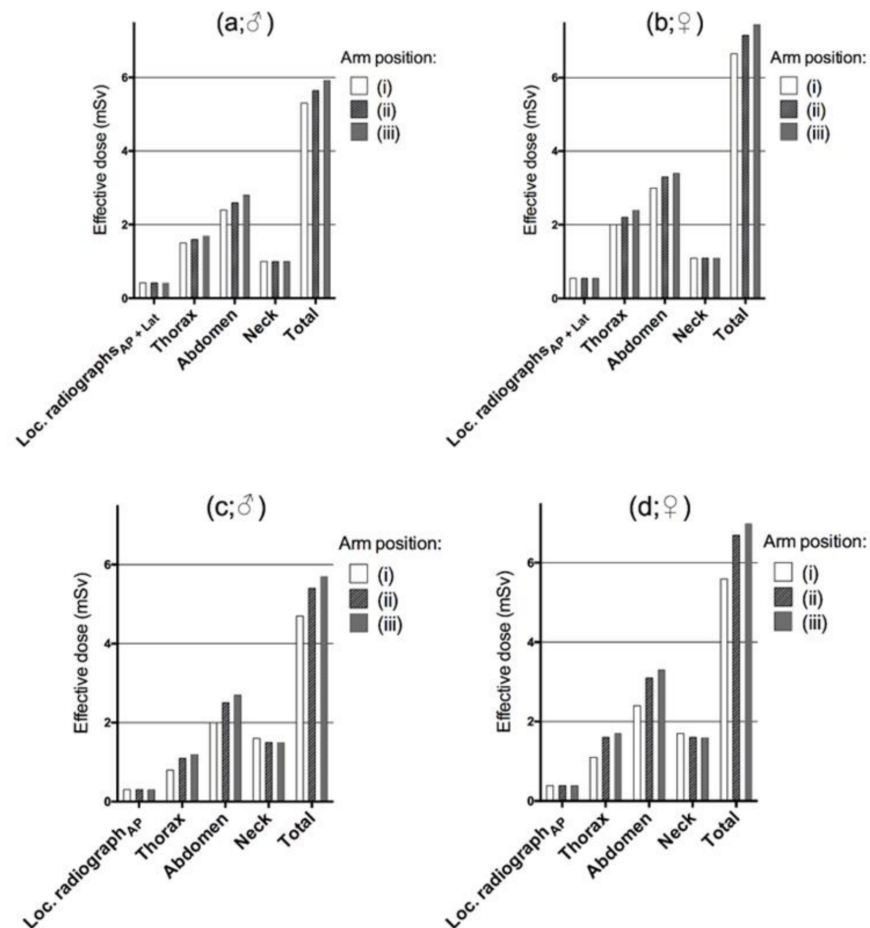 (a;♂)
Arm position:
(i)
(ii)
(iii)
Effective dose (mSv)
6
4
2
0
Loc. radiographs AP + Lat
Thorax
Abdomen
Neck
Total
(b;♀)
Arm position:
(i)
(ii)
(iii)
Effective dose (mSv)
6
4
2
0
Loc. radiographs AP + Lat
Thorax
Abdomen
Neck
Total
(c;♂)
Arm position:
(i)
(ii)
(iii)
Effective dose (mSv)
6
4
2
0
Loc. radiograph AP
Thorax
Abdomen
Neck
Total
(d;♀)
Arm position:
(i)
(ii)
(iii)
Effective dose (mSv)
6
4
2
0
Loc. radiograph AP
Thorax
Abdomen
Neck
Total